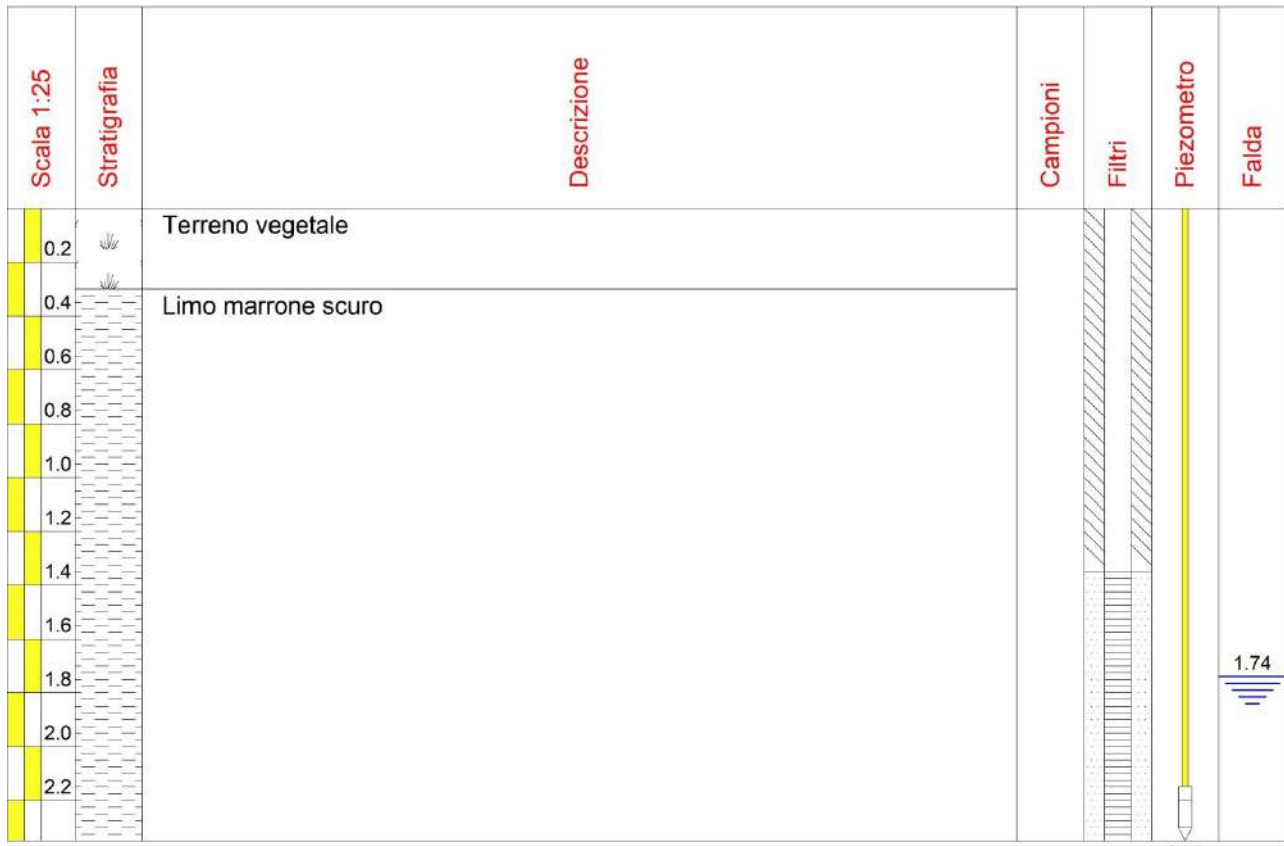 Scala 1:25
Stratigrafia
Descrizione
Campioni
Filtri
Piezometro
Falda
Terreno vegetale
0.2
0.4
Limo marrone scuro
0.6
0.8
1.0
1.2
1.4
1.6
1.8
1.74
2.0
2.2